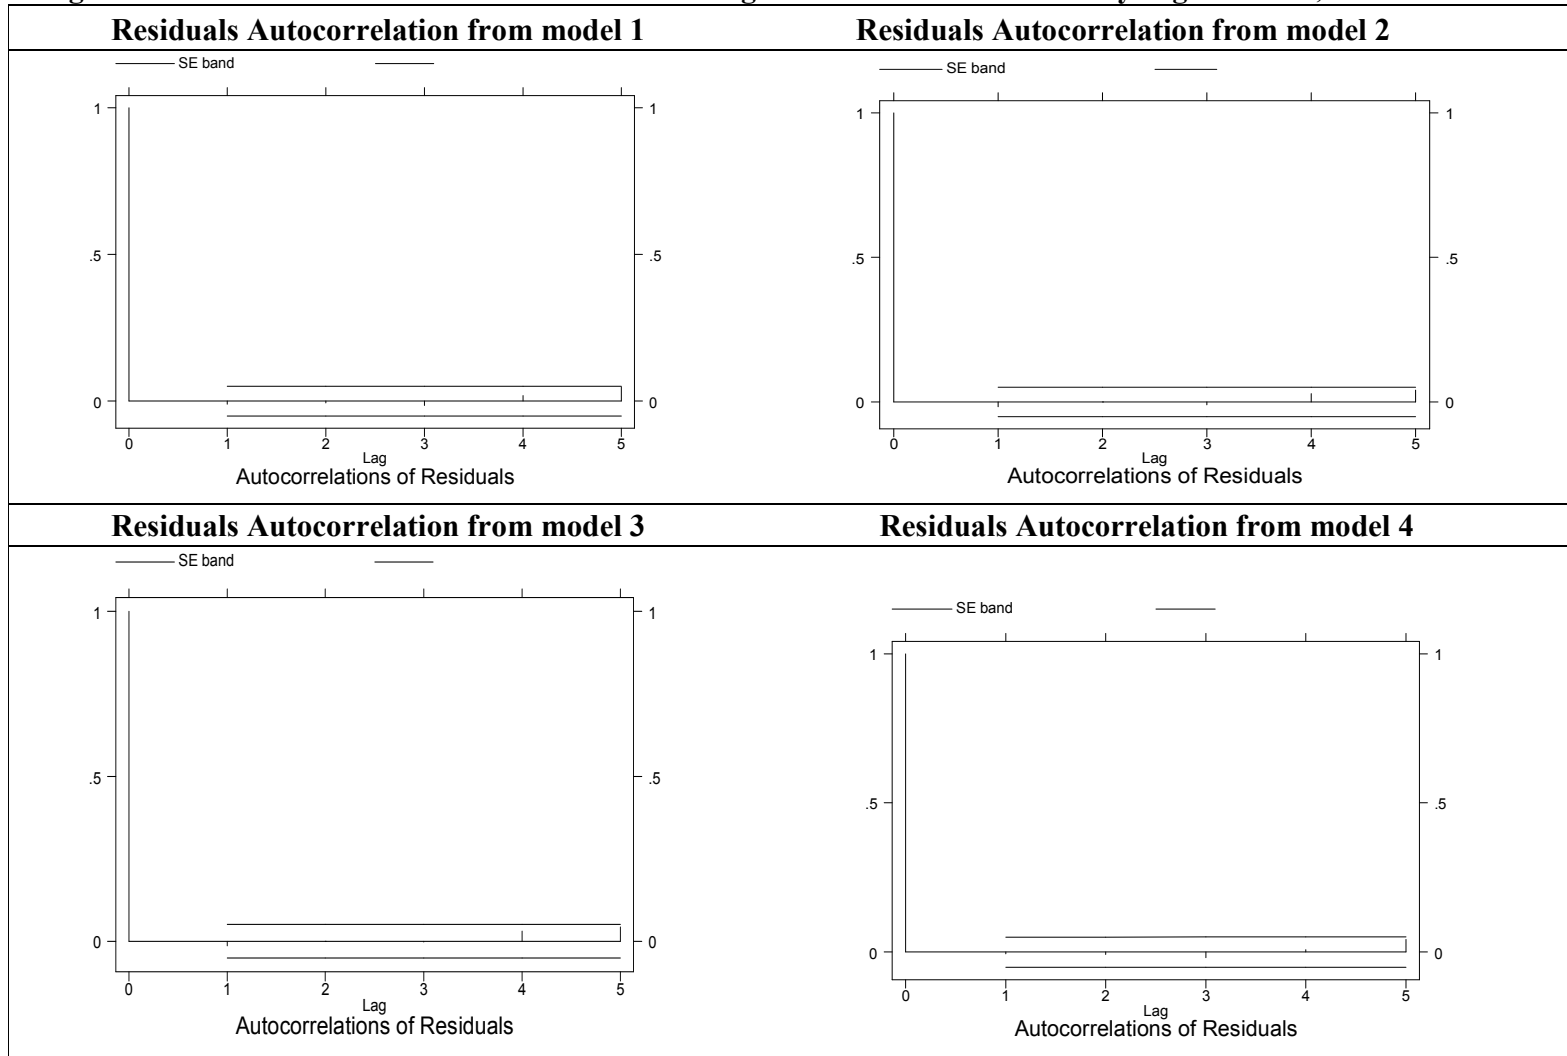 Residuals Autocorrelation from model 1
Residuals Autocorrelation from model 2
SE band
1
1
.5
.5
0
0
0 1 2 3 4 5
Lag
Autocorrelations of Residuals
SE band
1
1
.5
.5
0
0
0 1 2 3 4 5
Lag
Autocorrelations of Residuals
Residuals Autocorrelation from model 3
Residuals Autocorrelation from model 4
SE band
1
1
.5
.5
0
0
0 1 2 3 4 5
Lag
Autocorrelations of Residuals
SE band
1
1
.5
.5
0
0
0 1 2 3 4 5
Lag
Autocorrelations of Residuals